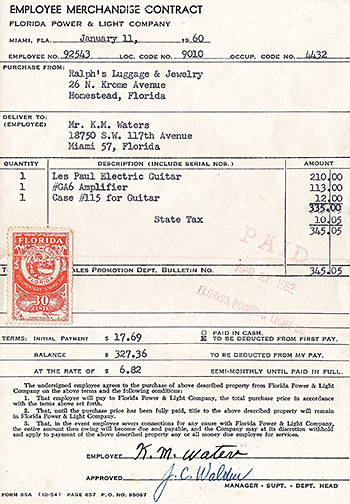 EMPLOYEE MERCHANDISE CONTRACT
FLORIDA POWER & LIGHT COMPANY
MIAMI, FLA. January 11, 1960
EMPLOYEE NO. 92543 LOC. CODE NO. 9010 OCCUP. CODE NO. 4432
PURCHASE FROM: Ralph's Luggage & Jewelry
26 N. Krome Avenue
Homestead, Florida
DELIVER TO: (EMPLOYEE) Mr. K.M. Waters
18750 S.W. 117th Avenue
Miami 57, Florida
QUANTITY DESCRIPTION (INCLUDE SERIAL NOS.) AMOUNT
1 Les Paul Electric Guitar 210.00
1 #GA6 Amplifier 113.00
1 Case #115 for Guitar 12.00
335.00
State Tax 10.05
345.05
PAID
FLORIDA
30
CENTS
SALES PROMOTION DEPT. BULLETIN NO. 345.05
APR 27 1962
FLORIDA POWER & LIGHT CO.
TERMS: INITIAL PAYMENT $ 17.69 PAID IN CASH.
TO BE DEDUCTED FROM FIRST PAY.
BALANCE $ 327.36 TO BE DEDUCTED FROM MY PAY.
AT THE RATE OF $ 6.82 SEMI-MONTHLY UNTIL PAID IN FULL.
The undersigned employee agrees to the purchase of above described property from Florida Power & Light Company on the above terms and the following conditions:
1. That employee will pay to Florida Power & Light Company, the total purchase price in accordance with the terms above set forth.
2. That, until the purchase price has been fully paid, title to the above described property will remain in Florida Power & Light Company.
3. That, in the event employee severs connections for any cause with Florida Power & Light Company, the entire amount then owing will become due and payable, and the Company may at its discretion withhold and apply to payment of the above described property any or all money due employee for services.
EMPLOYEE K. M. Waters
APPROVED J. C. Walden
MANAGER - SUPT. - DEPT. HEAD
FORM 85A (10-54) PAGE 657 P. O. NO. 85067